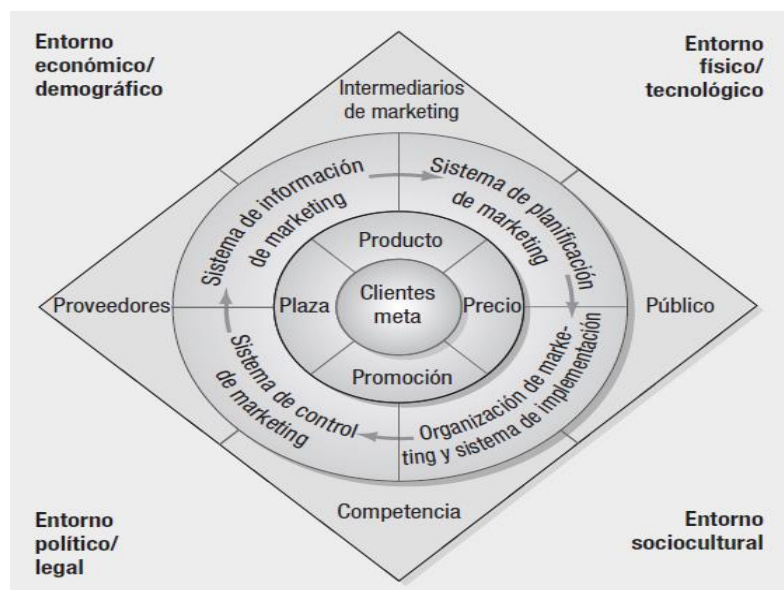 Entorno
económico/
demográfico
Entorno
físico/
tecnológico
Intermediarios
de marketing
Sistema de información
de marketing
Sistema de planificación
de marketing
Producto
Proveedores
Plaza
Clientes
meta
Precio
Público
Promoción
Sistema de control
de marketing
Organización de marke-
ting y sistema de implementación
Competencia
Entorno
político/
legal
Entorno
sociocultural